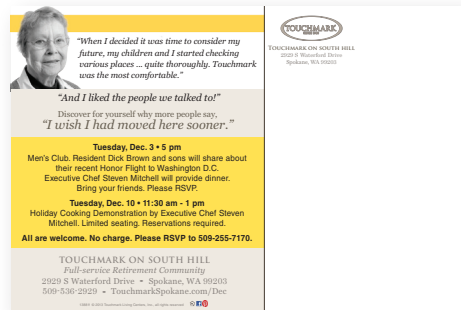 "When I decided it was time to consider my
future, my children and I started checking
various places ... quite thoroughly. Touchmark
was the most comfortable."
"And I liked the people we talked to!"
Discover for yourself why more people say,
"I wish I had moved here sooner."
Tuesday, Dec. 3 • 5 pm
Men's Club. Resident Dick Brown and sons will share about
their recent Honor Flight to Washington D.C.
Executive Chef Steven Mitchell will provide dinner.
Bring your friends. Please RSVP.
Tuesday, Dec. 10 • 11:30 am - 1 pm
Holiday Cooking Demonstration by Executive Chef Steven
Mitchell. Limited seating. Reservations required.
All are welcome. No charge. Please RSVP to 509-255-7170.
TOUCHMARK ON SOUTH HILL
Full-service Retirement Community
2929 S Waterford Drive • Spokane, WA 99203
509-536-2929 • TouchmarkSpokane.com/Dec
TOUCHMARK
TOUCHMARK ON SOUTH HILL
2929 S Waterford Drive
Spokane, WA 99203